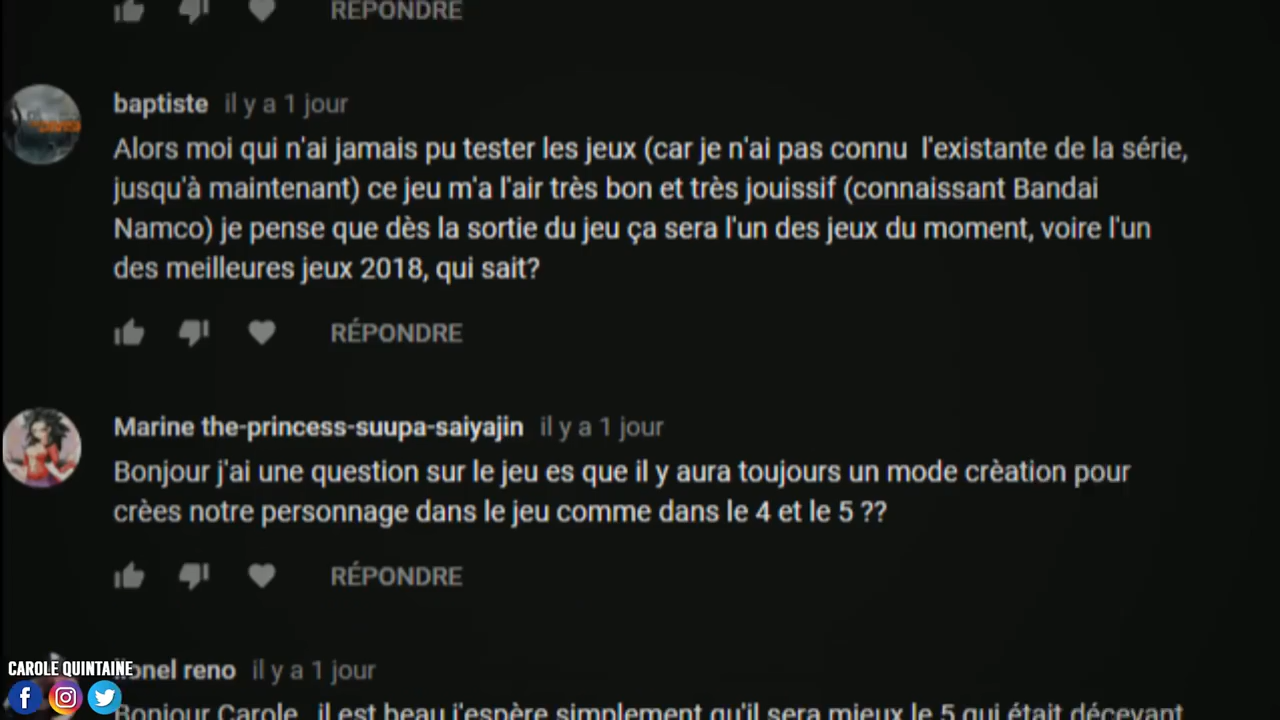 RÉPONDRE
baptiste il y a 1 jour
Alors moi qui n'ai jamais pu tester les jeux (car je n'ai pas connu l'existante de la série,
jusqu'à maintenant) ce jeu m'a l'air très bon et très jouissif (connaissant Bandai
Namco) je pense que dès la sortie du jeu ça sera l'un des jeux du moment, voire l'un
des meilleures jeux 2018, qui sait?
RÉPONDRE
Marine the-princess-suupa-saiyajin il y a 1 jour
Bonjour j'ai une question sur le jeu es que il y aura toujours un mode crèation pour
crèes notre personnage dans le jeu comme dans le 4 et le 5 ??
RÉPONDRE
CAROLE QUINTAINE
reno il y a 1 jour
Bonjour Carole, il est beau j'espère simplement qu'il sera mieux le 5 qui était décevant